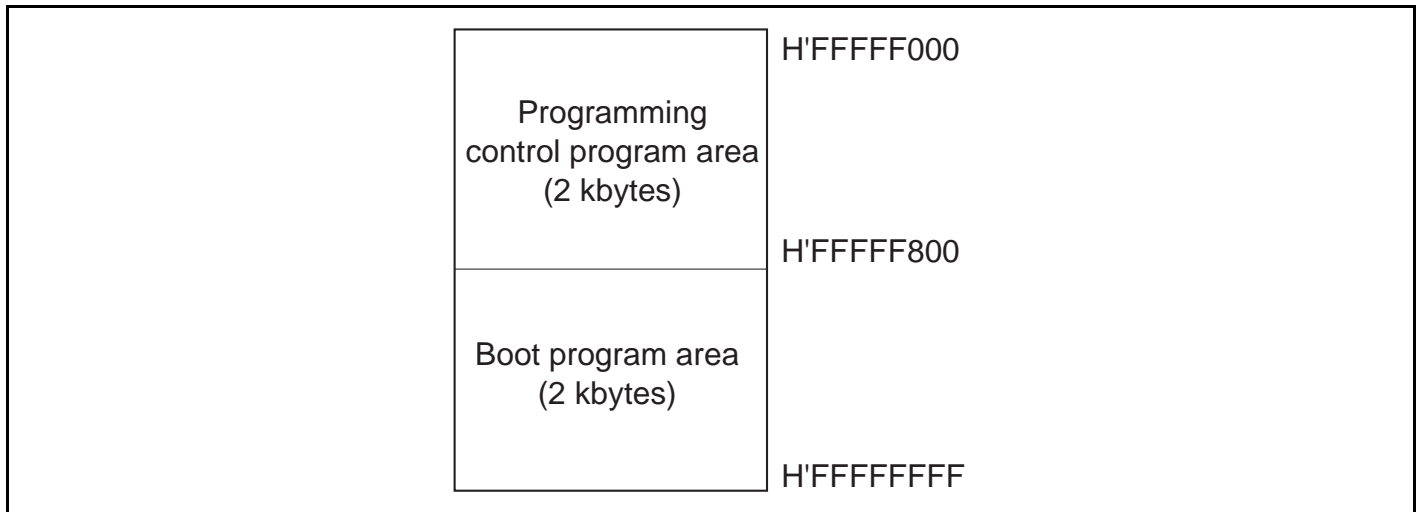 H'FFFFF000
Programming
control program area
(2 kbytes)
H'FFFFF800
Boot program area
(2 kbytes)
H'FFFFFFFF